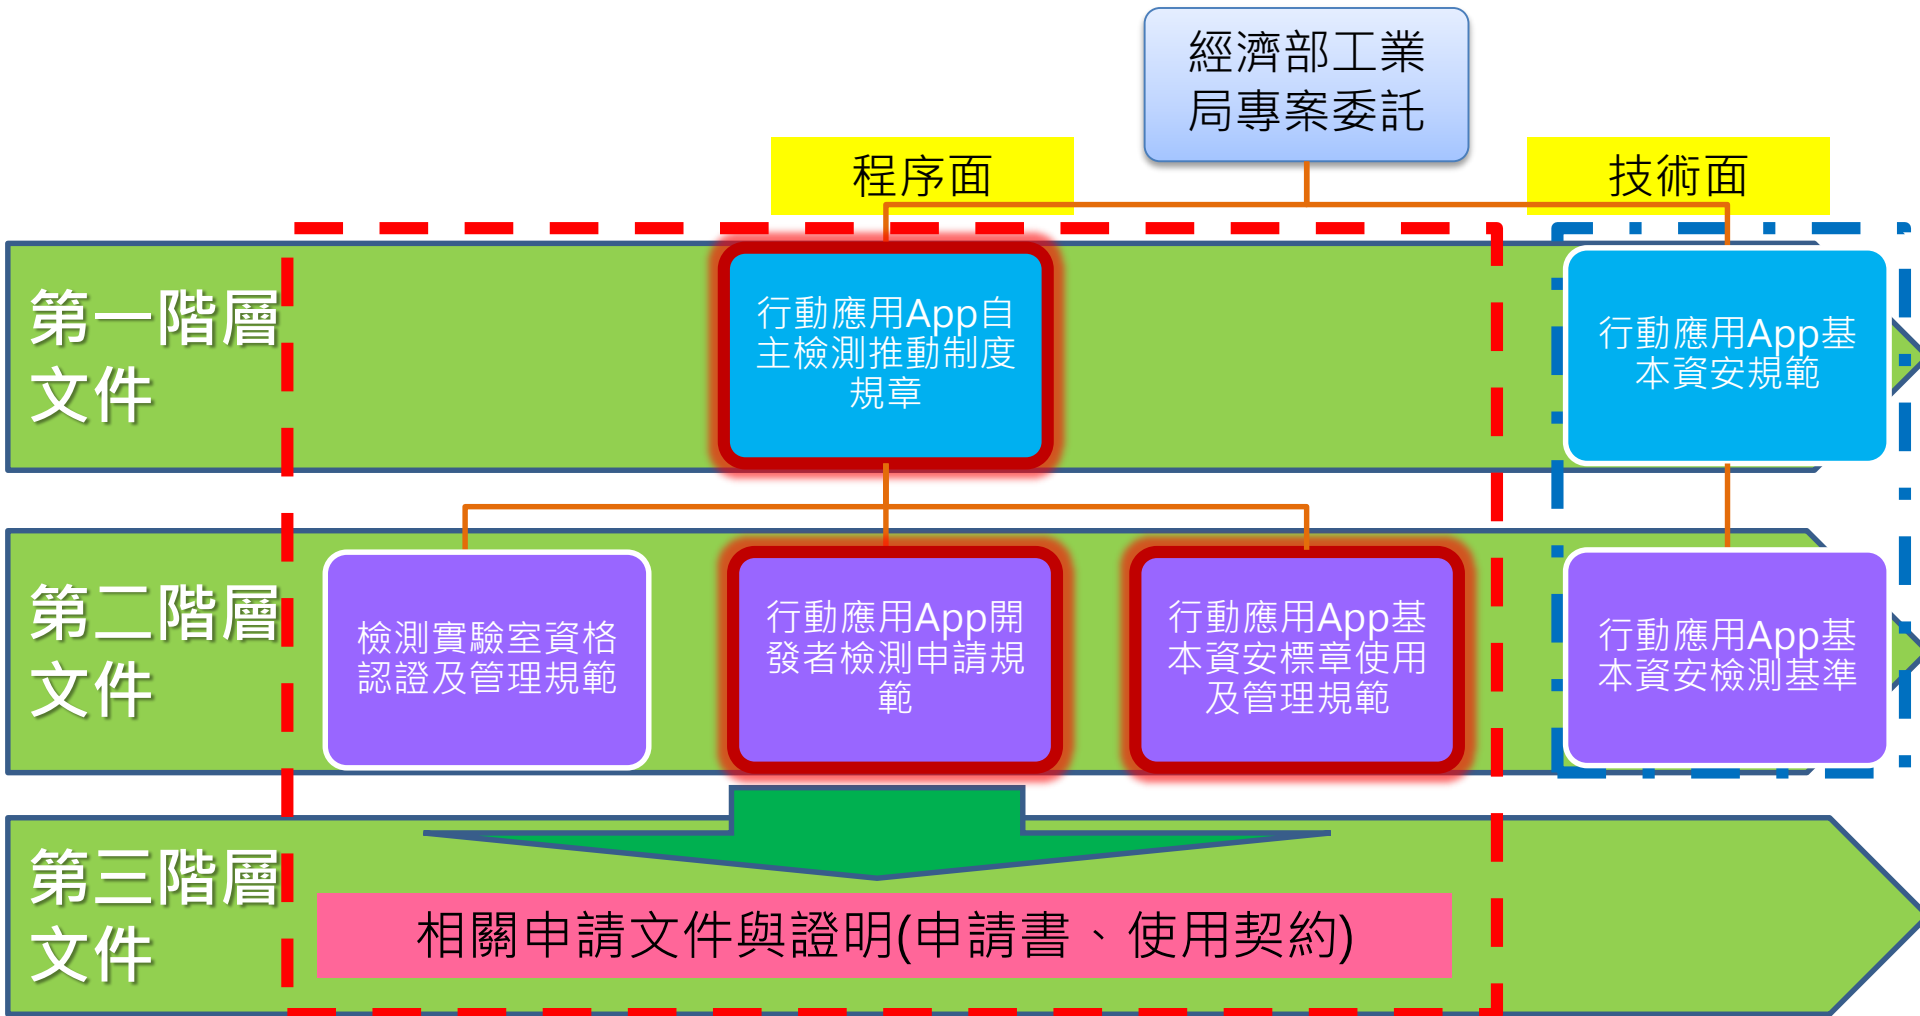 經濟部工業
局專案委託
程序面
技術面
第一階層
文件
行動應用App自
主檢測推動制度
規章
行動應用App基
本資安規範
第二階層
文件
檢測實驗室資格
認證及管理規範
行動應用App開
發者檢測申請規
範
行動應用App基
本資安標章使用
及管理規範
行動應用App基
本資安檢測基準
第三階層
文件
相關申請文件與證明(申請書、使用契約)